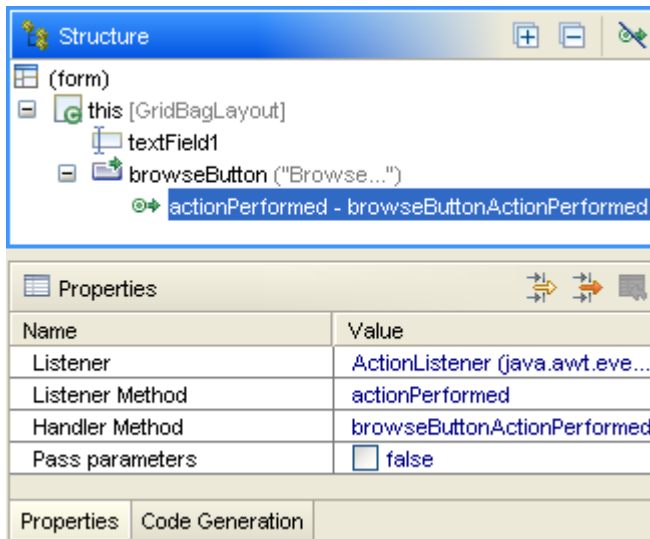 Structure
(form)
this [GridBagLayout]
textField1
browseButton ("Browse...")
actionPerformed - browseButtonActionPerformed
Properties
Name Value
Listener ActionListener (java.awt.eve...
Listener Method actionPerformed
Handler Method browseButtonActionPerformed
Pass parameters false
Properties Code Generation